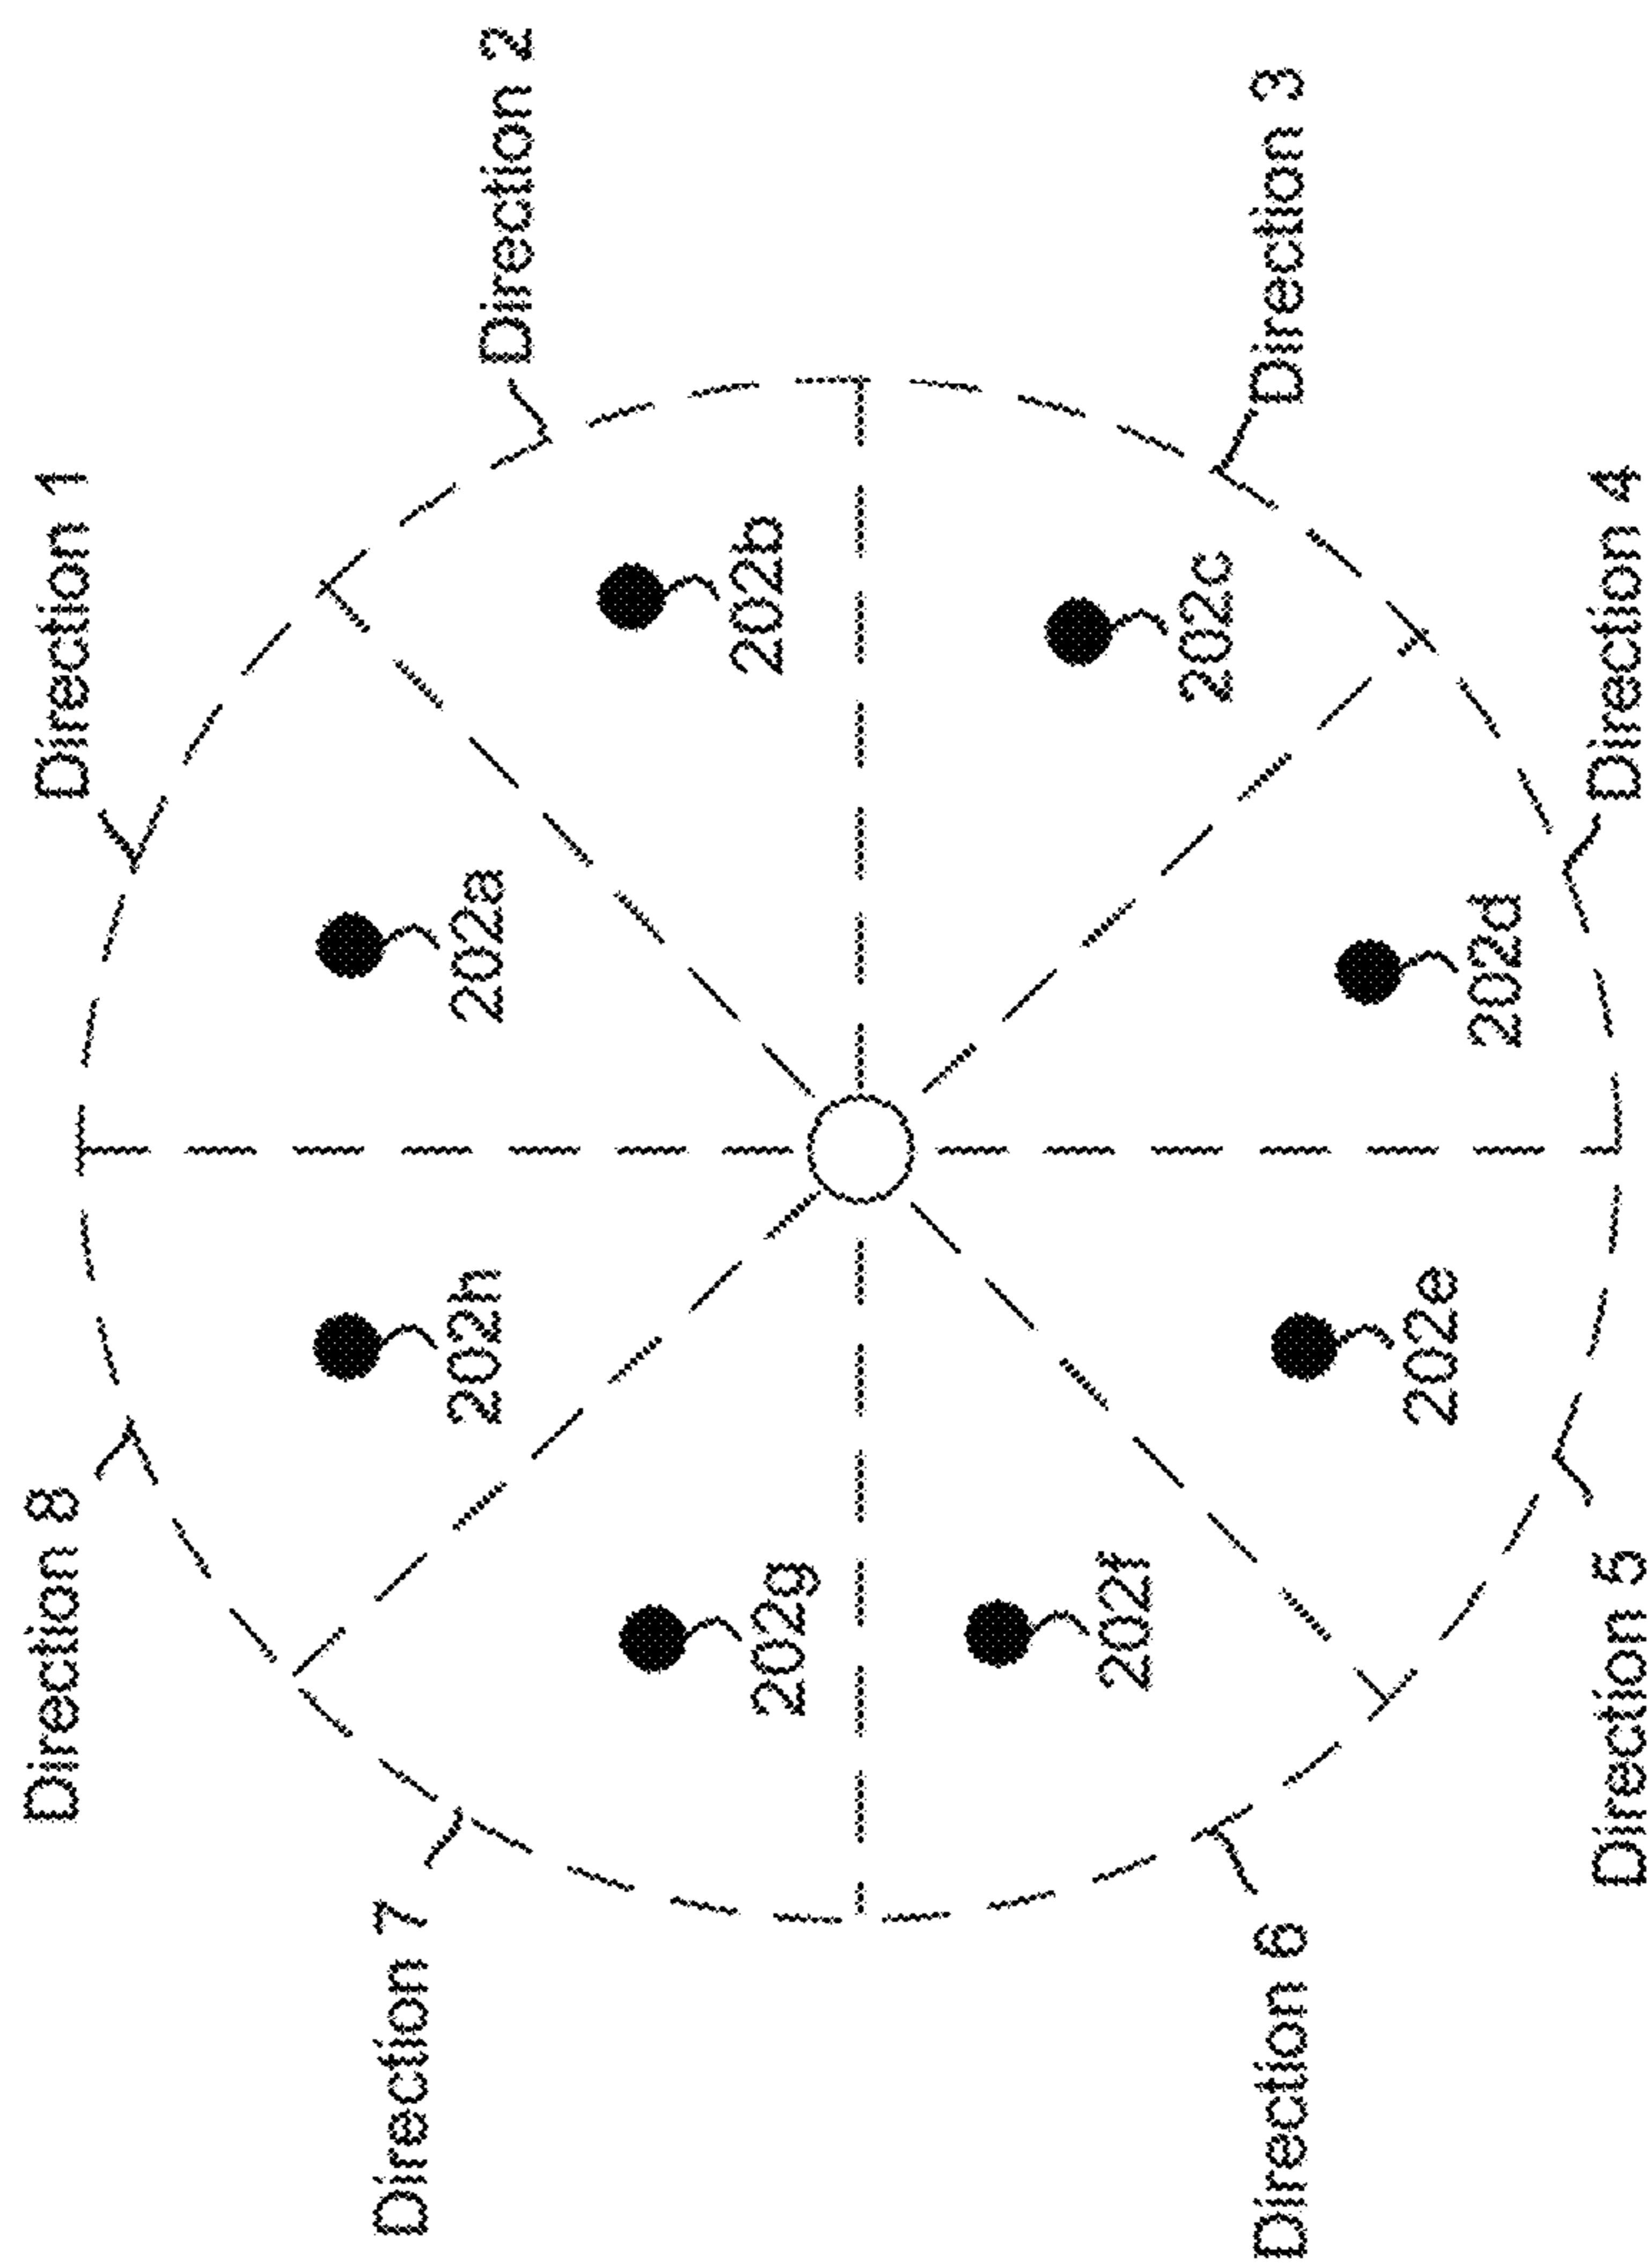 Direction 8
Direction 1
Direction 7
Direction 2
202h
202a
202g
202b
202f
202c
Direction 6
Direction 3
202e
202d
Direction 5
Direction 4